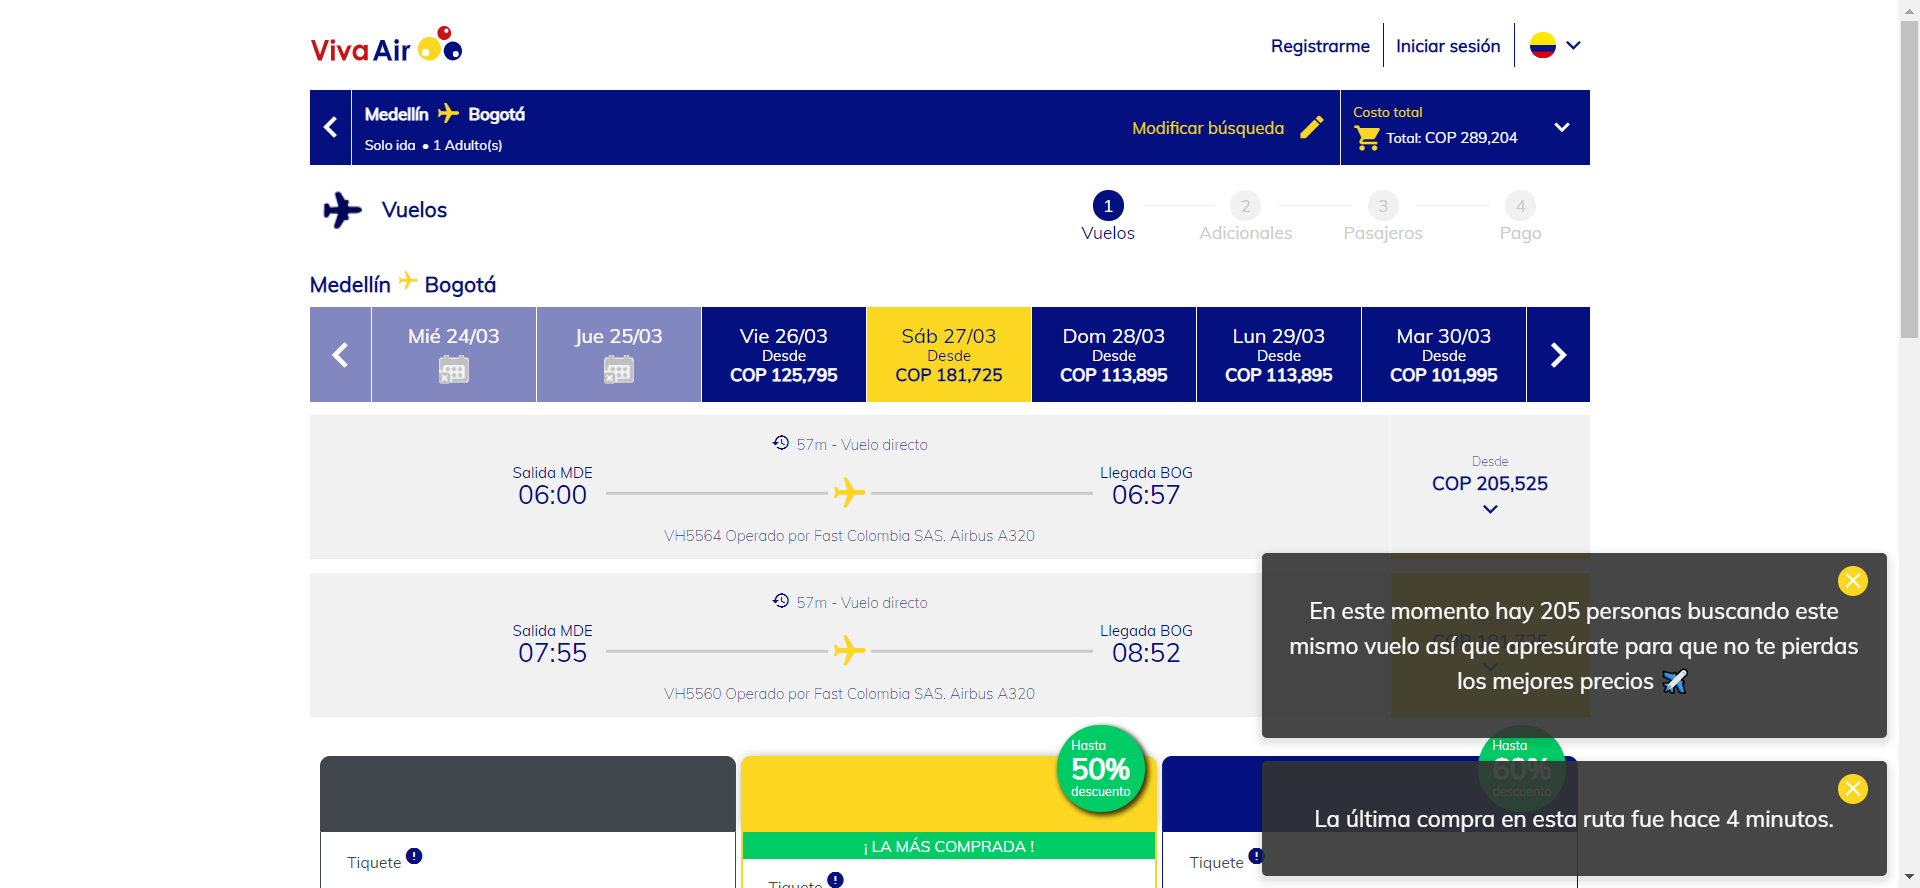 Viva Air
Registrarme
Iniciar sesión
Medellín Bogotá
Solo ida • 1 Adulto(s)
Modificar búsqueda
Costo total
Total: COP 289,204
Vuelos
1
2
3
4
Vuelos
Adicionales
Pasajeros
Pago
Medellín Bogotá
Mié 24/03
Jue 25/03
Vie 26/03
Desde
COP 125,795
Sáb 27/03
Desde
COP 181,725
Dom 28/03
Desde
COP 113,895
Lun 29/03
Desde
COP 113,895
Mar 30/03
Desde
COP 101,995
57m - Vuelo directo
Salida MDE
06:00
Llegada BOG
06:57
VH5564 Operado por Fast Colombia SAS. Airbus A320
Desde
COP 205,525
57m - Vuelo directo
Salida MDE
07:55
Llegada BOG
08:52
VH5560 Operado por Fast Colombia SAS. Airbus A320
COP 181,725
En este momento hay 205 personas buscando este
mismo vuelo así que apresúrate para que no te pierdas
los mejores precios
Hasta
50%
descuento
Hasta
60%
descuento
La última compra en esta ruta fue hace 4 minutos.
¡ LA MÁS COMPRADA !
Tiquete
Tiquete
Tiquete